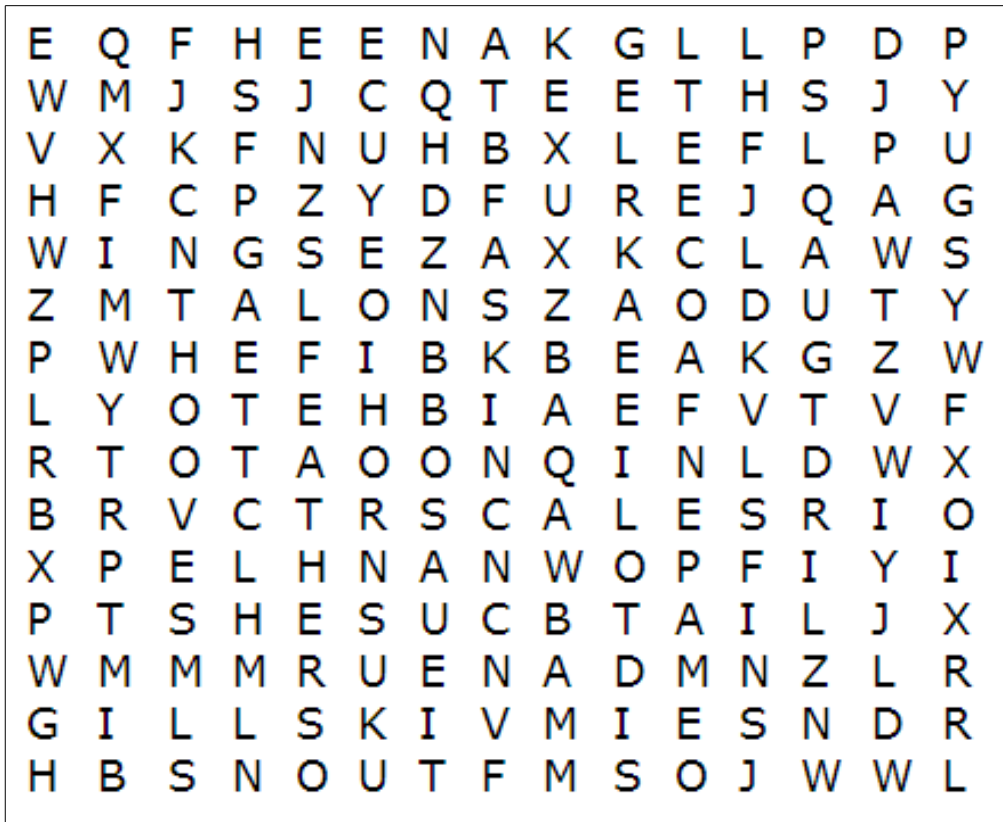 E Q F H E E N A K G L L P D P
W M J S J C Q T E E T H S J Y
V X K F N U H B X L E F L P U
H F C P Z Y D F U R E J Q A G
W I N G S E Z A X K C L A W S
Z M T A L O N S Z A O D U T Y
P W H E F I B K B E A K G Z W
L Y O T E H B I A E F V T V F
R T O T A O O N Q I N L D W X
B R V C T R S C A L E S R I O
X P E L H N A N W O P F I Y I
P T S H E S U C B T A I L J X
W M M M R U E N A D M N Z L R
G I L L S K I V M I E S N D R
H B S N O U T F M S O J W W L